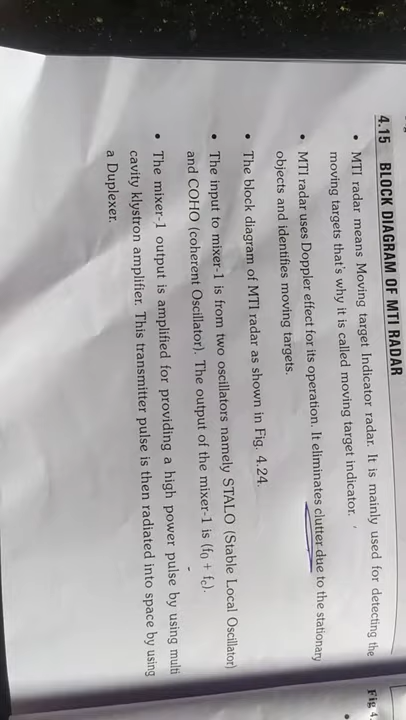 4.15 BLOCK DIAGRAM OF MTI RADAR
• MTI radar means Moving target Indicator radar. It is mainly used for detecting the
moving targets that's why it is called moving target indicator.
• MTI radar uses Doppler effect for its operation. It eliminates clutter due to the stationary
objects and identifies moving targets.
• The block diagram of MTI radar as shown in Fig. 4.24.
• The input to mixer-1 is from two oscillators namely STALO (Stable Local Oscillator)
and COHO (coherent Oscillator). The output of the mixer-1 is (f₀ + f꜀).
• The mixer-1 output is amplified for providing a high power pulse by using multi
cavity klystron amplifier. This transmitter pulse is then radiated into space by using
a Duplexer.
Fig 4.